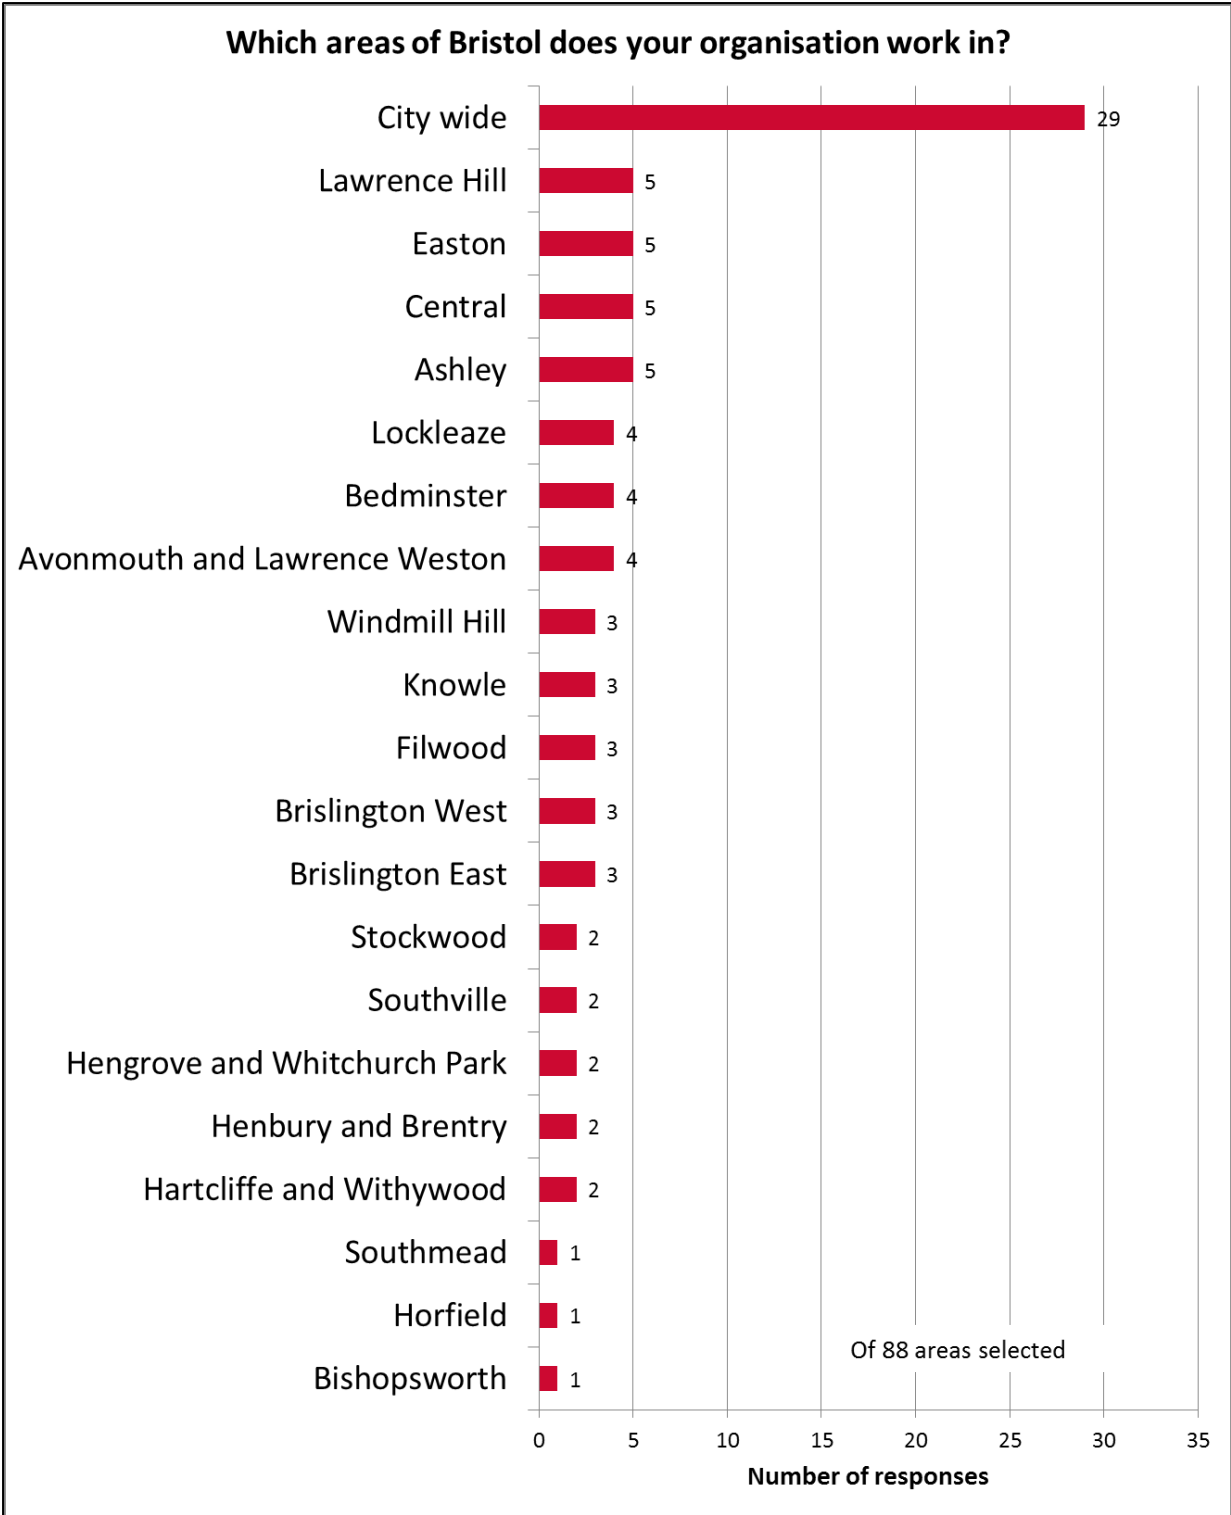 Which areas of Bristol does your organisation work in?
City wide 29
Lawrence Hill 5
Easton 5
Central 5
Ashley 5
Lockleaze 4
Bedminster 4
Avonmouth and Lawrence Weston 4
Windmill Hill 3
Knowle 3
Filwood 3
Brislington West 3
Brislington East 3
Stockwood 2
Southville 2
Hengrove and Whitchurch Park 2
Henbury and Brentry 2
Hartcliffe and Withywood 2
Southmead 1
Horfield 1
Of 88 areas selected
Bishopsworth 1
0 5 10 15 20 25 30 35
Number of responses